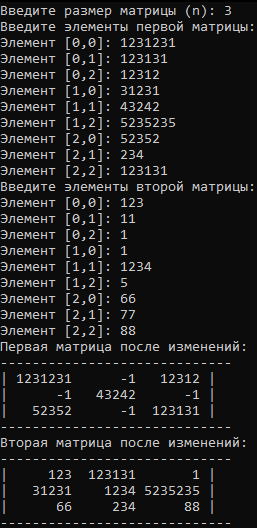 Введите размер матрицы (n): 3
Введите элементы первой матрицы:
Элемент [0,0]: 1231231
Элемент [0,1]: 123131
Элемент [0,2]: 12312
Элемент [1,0]: 31231
Элемент [1,1]: 43242
Элемент [1,2]: 5235235
Элемент [2,0]: 52352
Элемент [2,1]: 234
Элемент [2,2]: 123131
Введите элементы второй матрицы:
Элемент [0,0]: 123
Элемент [0,1]: 11
Элемент [0,2]: 1
Элемент [1,0]: 1
Элемент [1,1]: 1234
Элемент [1,2]: 5
Элемент [2,0]: 66
Элемент [2,1]: 77
Элемент [2,2]: 88
Первая матрица после изменений:
-----------------------------
| 1231231      -1   12312 |
|      -1   43242      -1 |
|   52352      -1  123131 |
-----------------------------
Вторая матрица после изменений:
-----------------------------
|     123  123131       1 |
|   31231    1234 5235235 |
|      66     234      88 |
-----------------------------